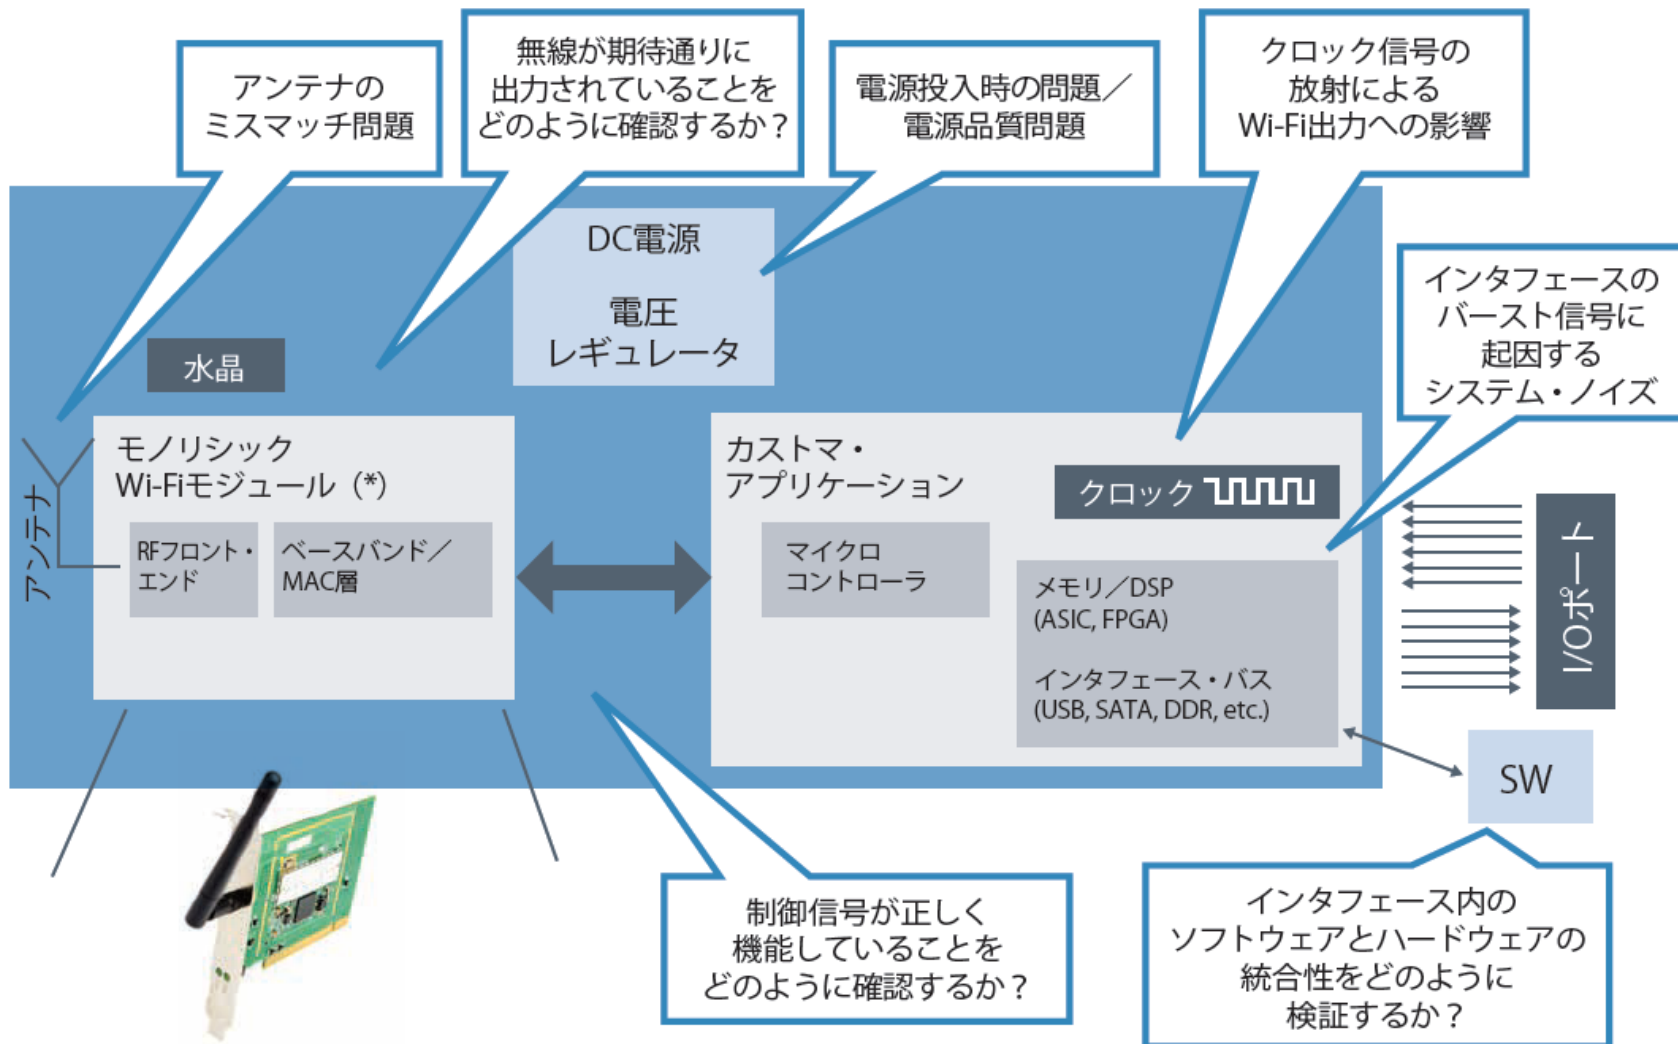 アンテナの
ミスマッチ問題
無線が期待通りに
出力されていることを
どのように確認するか？
電源投入時の問題／
電源品質問題
クロック信号の
放射による
Wi-Fi出力への影響
DC電源
電圧
レギュレータ
インタフェースの
バースト信号に
起因する
システム・ノイズ
水晶
アンテナ
モノリシック
Wi-Fiモジュール（*）
RFフロント・
エンド
ベースバンド／
MAC層
カストマ・
アプリケーション
クロック
マイクロ
コントローラ
メモリ／DSP
(ASIC, FPGA)
インタフェース・バス
(USB, SATA, DDR, etc.)
I/Oポート
SW
制御信号が正しく
機能していることを
どのように確認するか？
インタフェース内の
ソフトウェアとハードウェアの
統合性をどのように
検証するか？